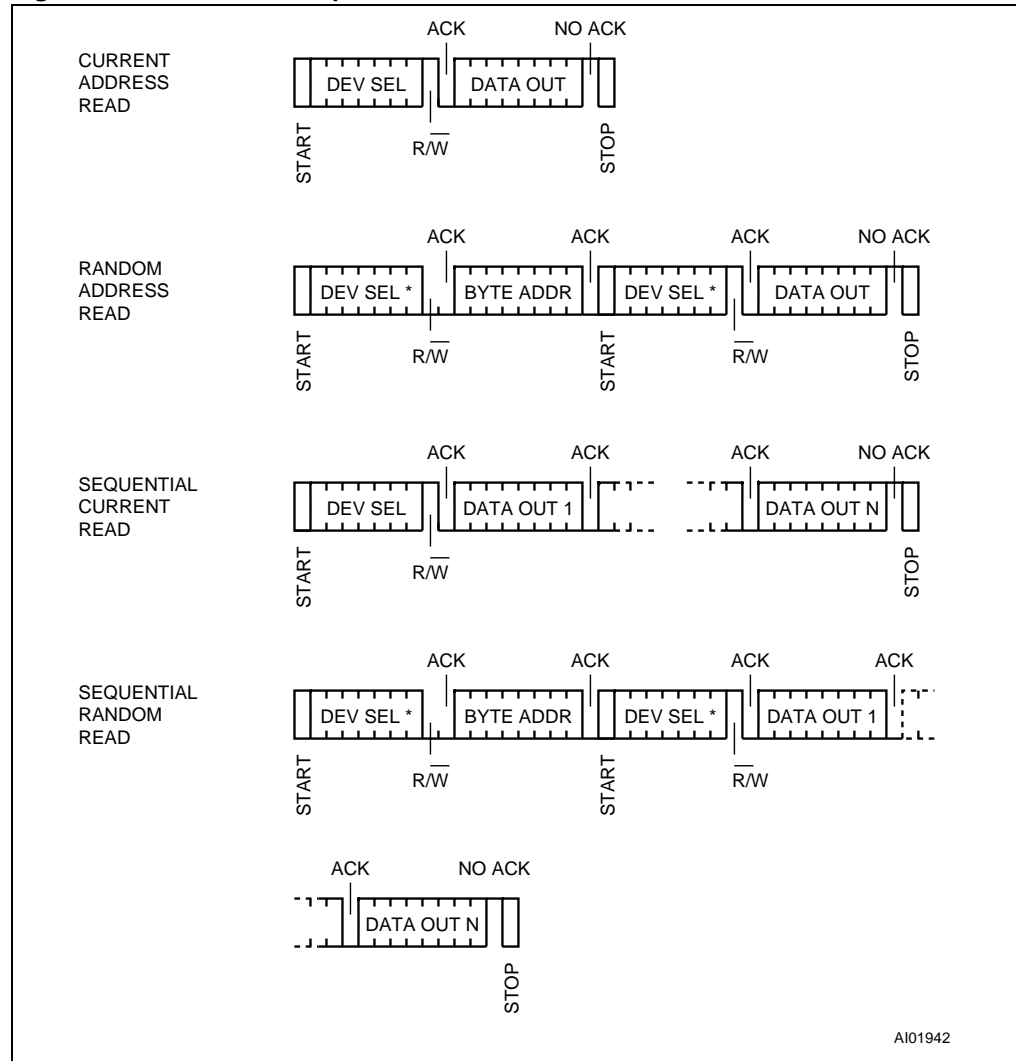 ACK NO ACK
CURRENT
ADDRESS
READ
DEV SEL DATA OUT
START R/W STOP
ACK ACK ACK NO ACK
RANDOM
ADDRESS
READ
DEV SEL * BYTE ADDR DEV SEL * DATA OUT
START R/W START R/W STOP
ACK ACK ACK NO ACK
SEQUENTIAL
CURRENT
READ
DEV SEL DATA OUT 1 DATA OUT N
START R/W STOP
ACK ACK ACK ACK
SEQUENTIAL
RANDOM
READ
DEV SEL * BYTE ADDR DEV SEL * DATA OUT 1
START R/W START R/W
ACK NO ACK
DATA OUT N
STOP
AI01942